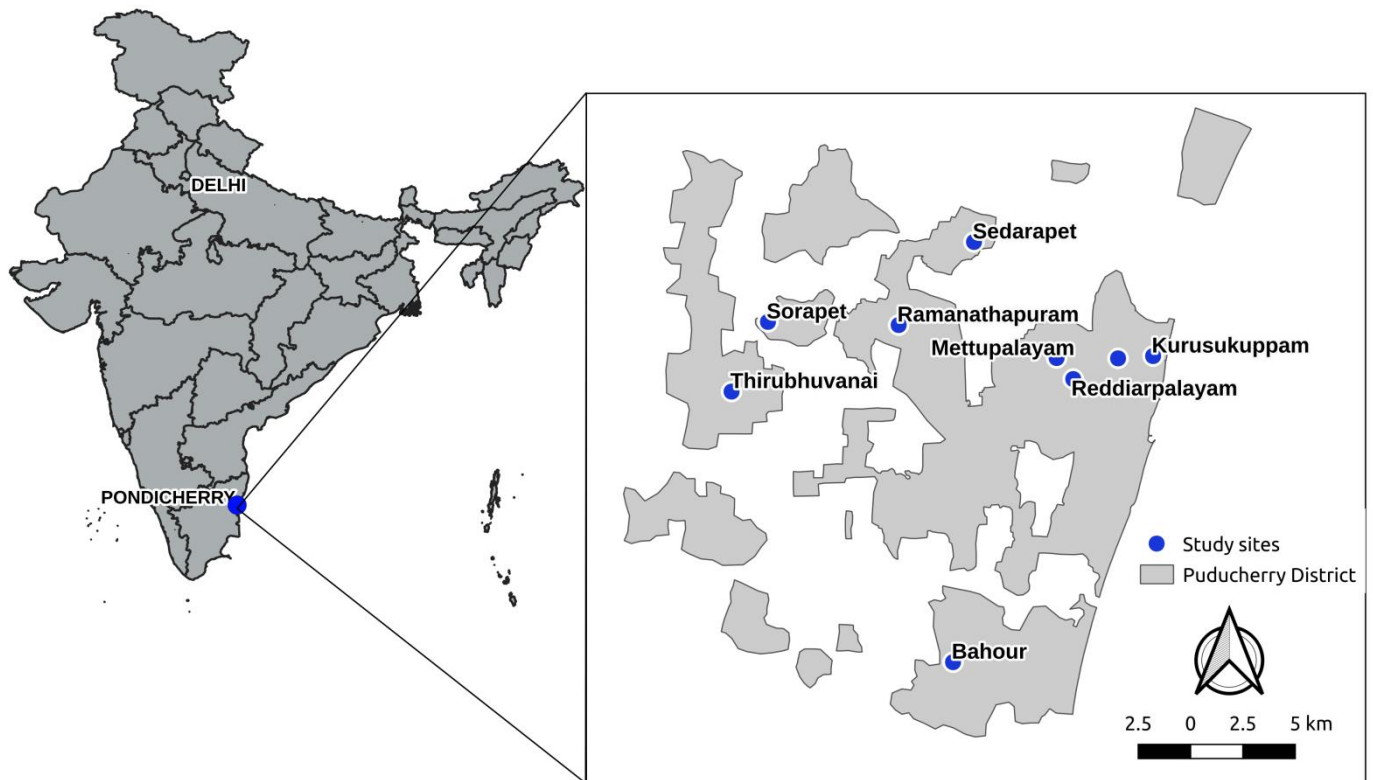 DELHI
PONDICHERRY
Sedarapet
Sorapet
Ramanathapuram
Mettupalayam
Kurusukuppam
Thirubhuvanai
Reddiarpalayam
Study sites
Puducherry District
Bahour
2.5 0 2.5 5 km